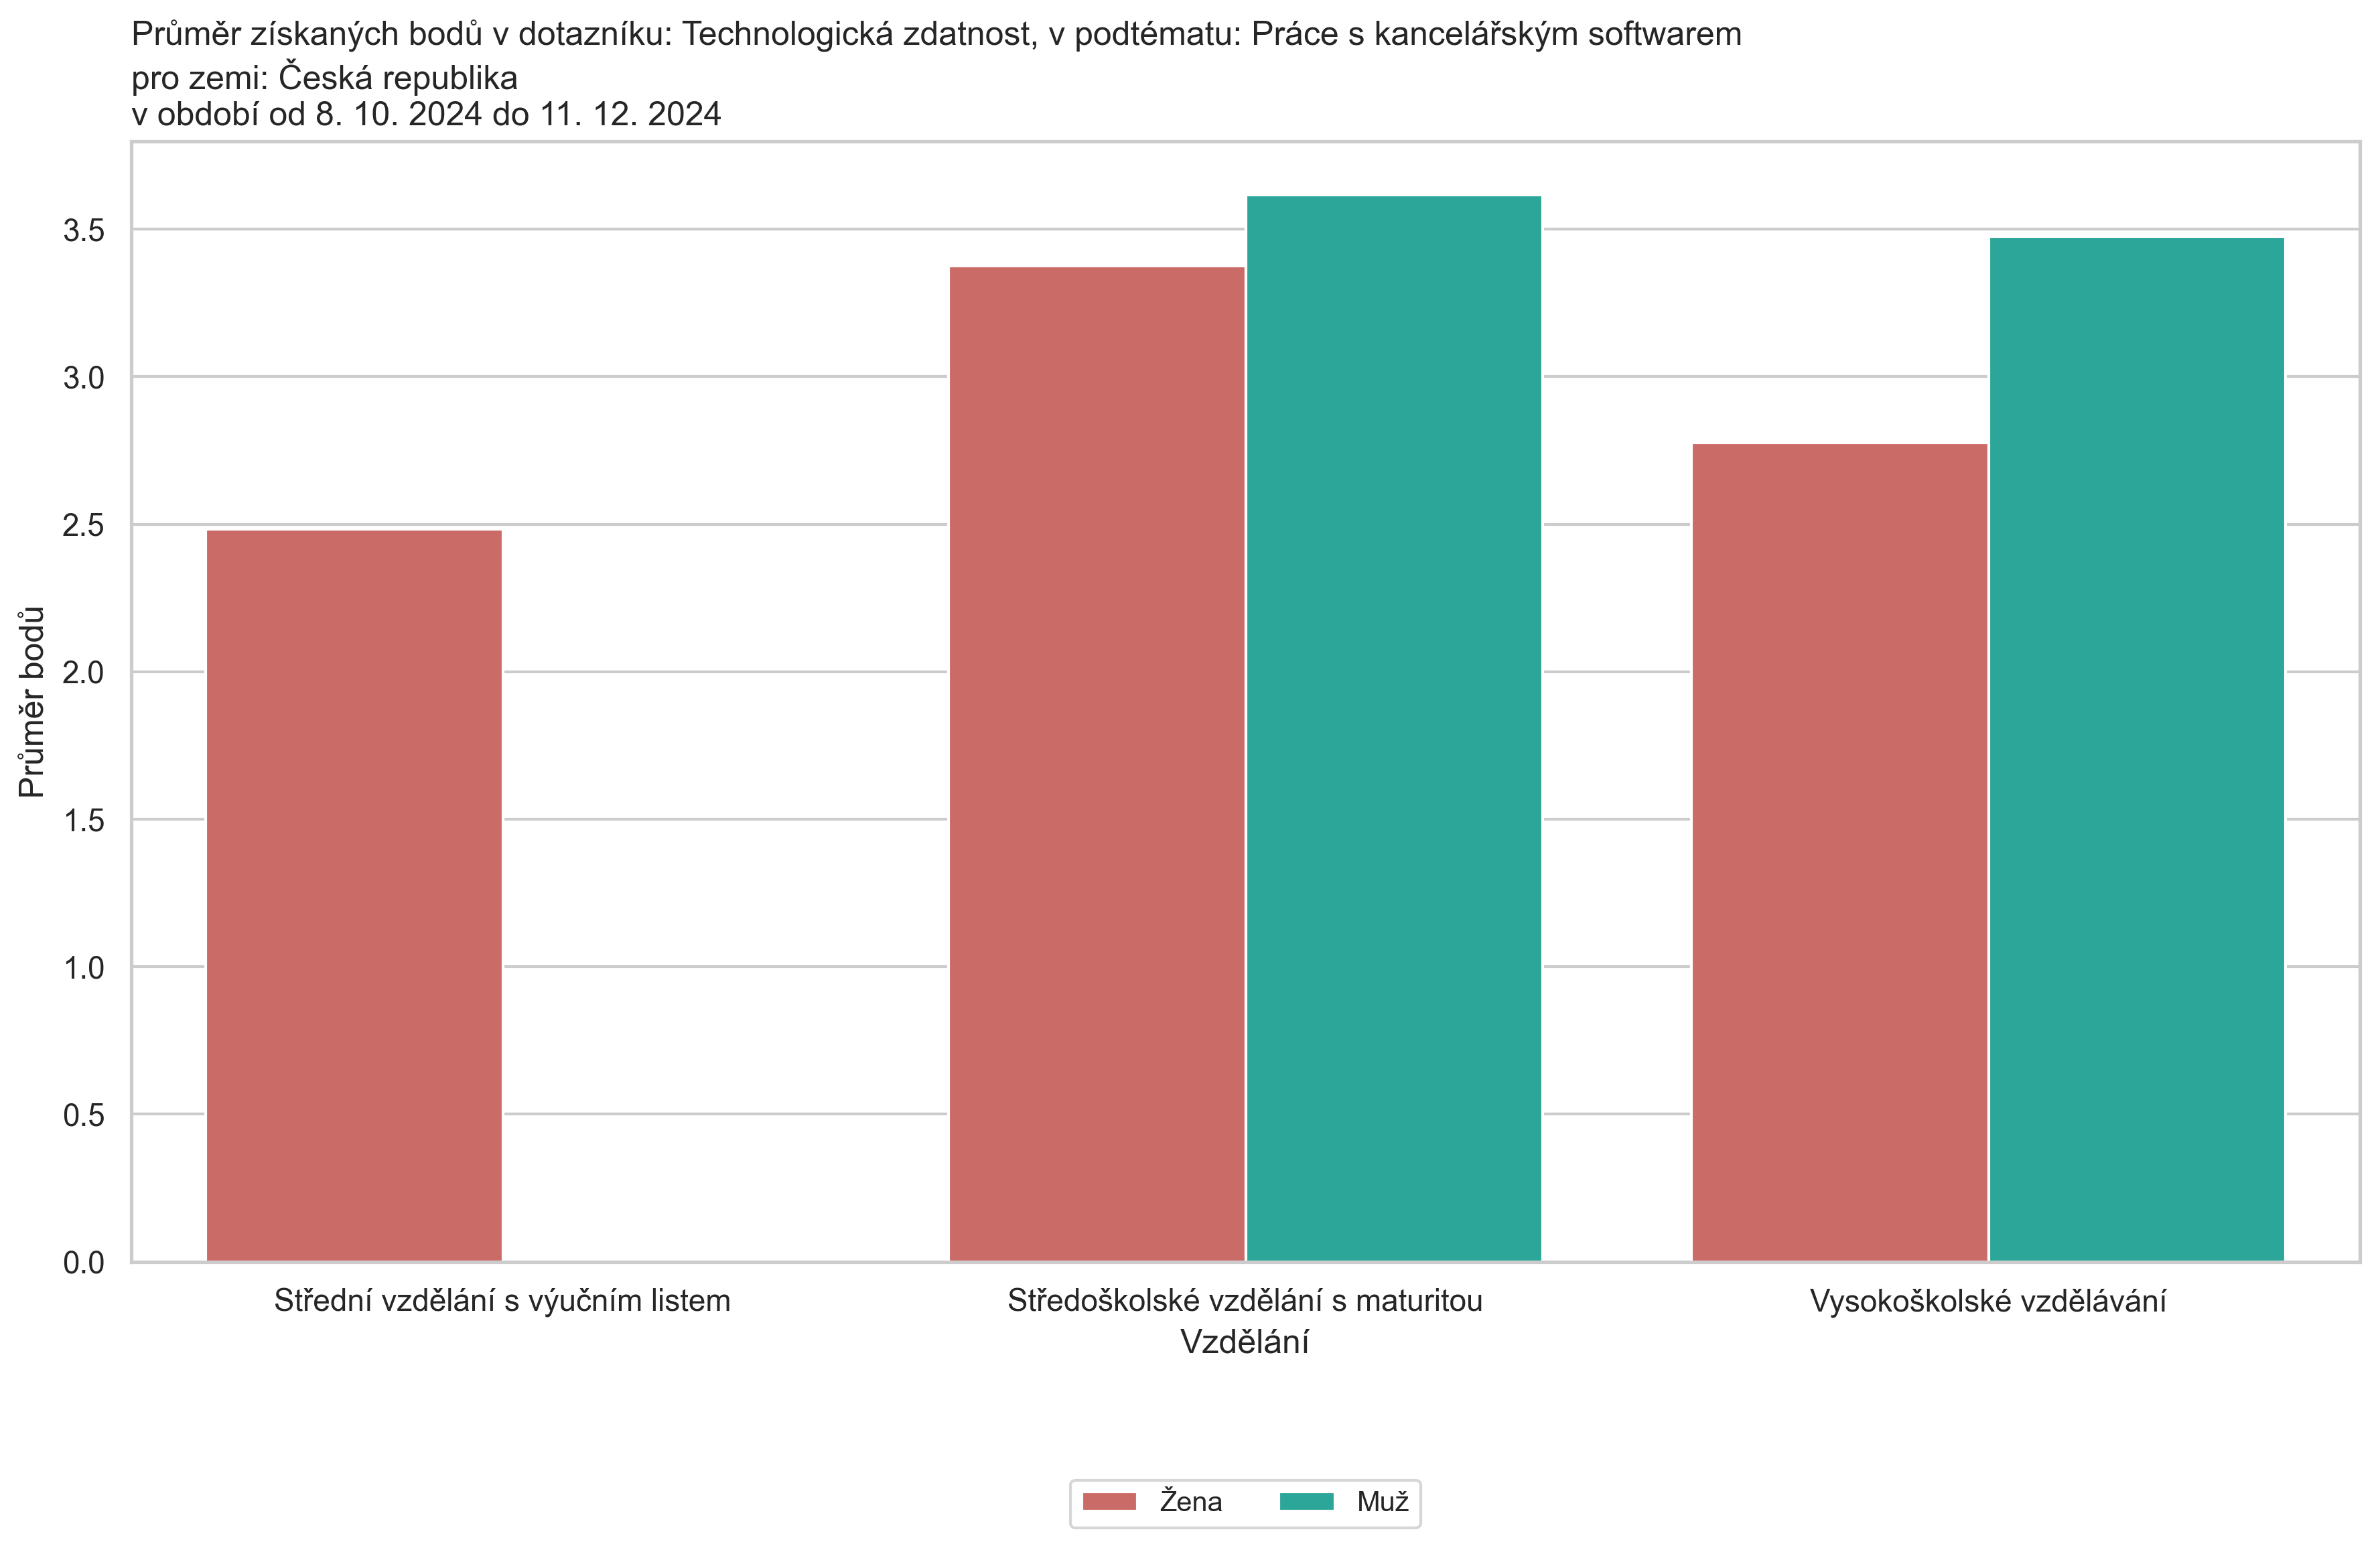 Průměr získaných bodů v dotazníku: Technologická zdatnost, v podtématu: Práce s kancelářským softwarem
pro zemi: Česká republika
v období od 8. 10. 2024 do 11. 12. 2024
Průměr bodů
3.5
3.0
2.5
2.0
1.5
1.0
0.5
0.0
Střední vzdělání s výučním listem
Středoškolské vzdělání s maturitou
Vysokoškolské vzdělávání
Vzdělání
Žena
Muž